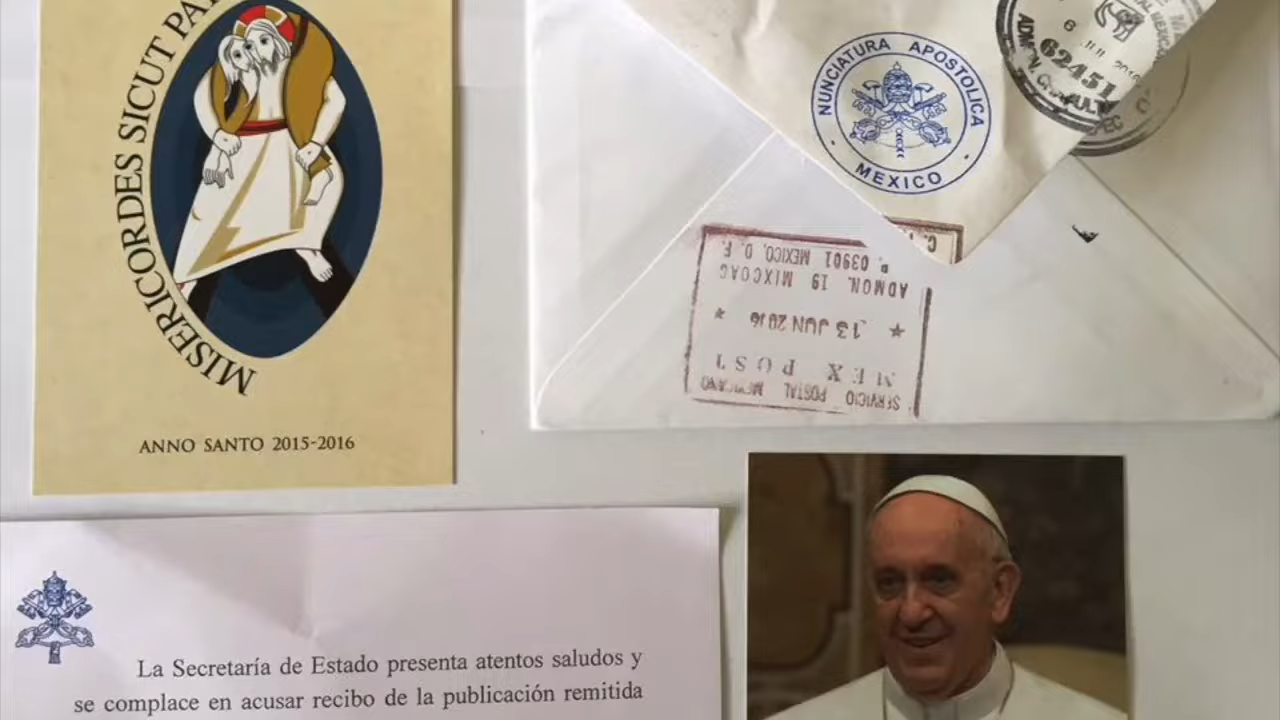 MISERICORDES SICUT PA
ANNO SANTO 2015-2016
NUNCIATURA APOSTOLICA
MEXICO
62451
SERVICIO POSTAL MEXICANO
MEX POST
13 JUN 2016
ADMON. 19 MIXCOAC
P. 03901 MEXICO, D. F.
La Secretaría de Estado presenta atentos saludos y
se complace en acusar recibo de la publicación remitida